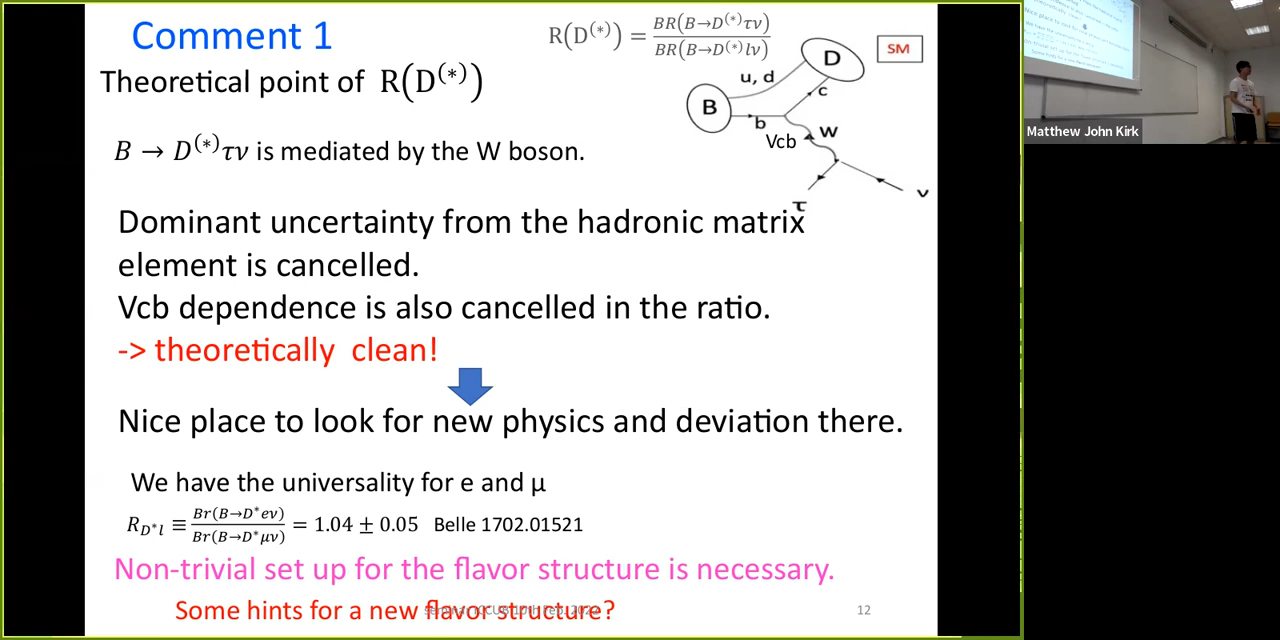 Comment 1
R(D^(*)) = BR(B→D^(*)τν) / BR(B→D^(*)lν)
SM
Theoretical point of R(D^(*))
D
u, d
c
B
b
W
Vcb
ν
τ
B → D^(*)τν is mediated by the W boson.
Dominant uncertainty from the hadronic matrix
element is cancelled.
Vcb dependence is also cancelled in the ratio.
-> theoretically clean!
Nice place to look for new physics and deviation there.
We have the universality for e and μ
R_{D*l} ≡ Br(B→D*eν) / Br(B→D*μν) = 1.04 ± 0.05 Belle 1702.01521
Non-trivial set up for the flavor structure is necessary.
Some hints for a new flavor structure?
12
Matthew John Kirk